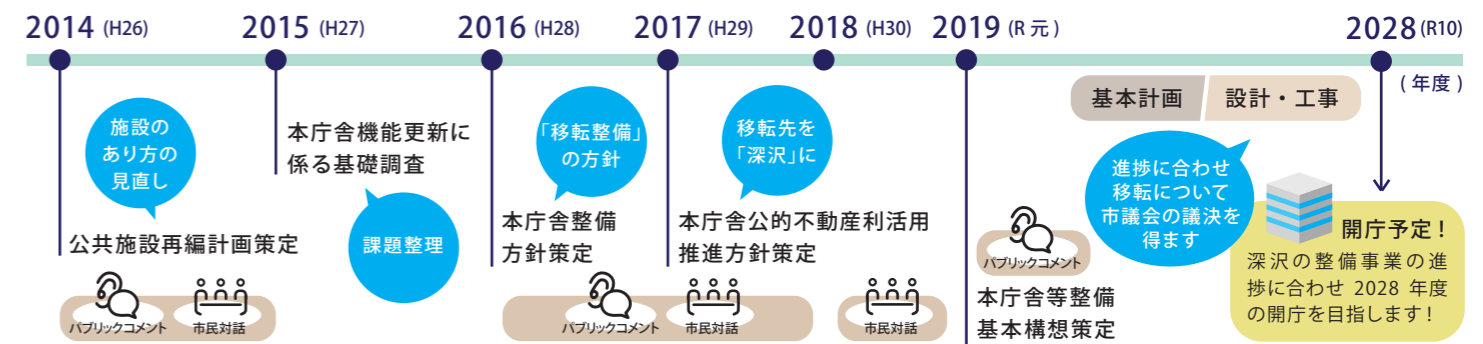 2014 (H26)
2015 (H27)
2016 (H28)
2017 (H29)
2018 (H30)
2019 (R 元 )
2028 (R10)
( 年度 )
施設の
あり方の
見直し
公共施設再編計画策定
パブリックコメント
市民対話
本庁舎機能更新に
係る基礎調査
課題整理
「移転整備」
の方針
本庁舎整備
方針策定
パブリックコメント
市民対話
移転先を
「深沢」に
本庁舎公的不動産利活用
推進方針策定
市民対話
パブリックコメント
本庁舎等整備
基本構想策定
基本計画
設計・工事
進捗に合わせ
移転について
市議会の議決を
得ます
開庁予定！
深沢の整備事業の進
捗に合わせ 2028 年度
の開庁を目指します！